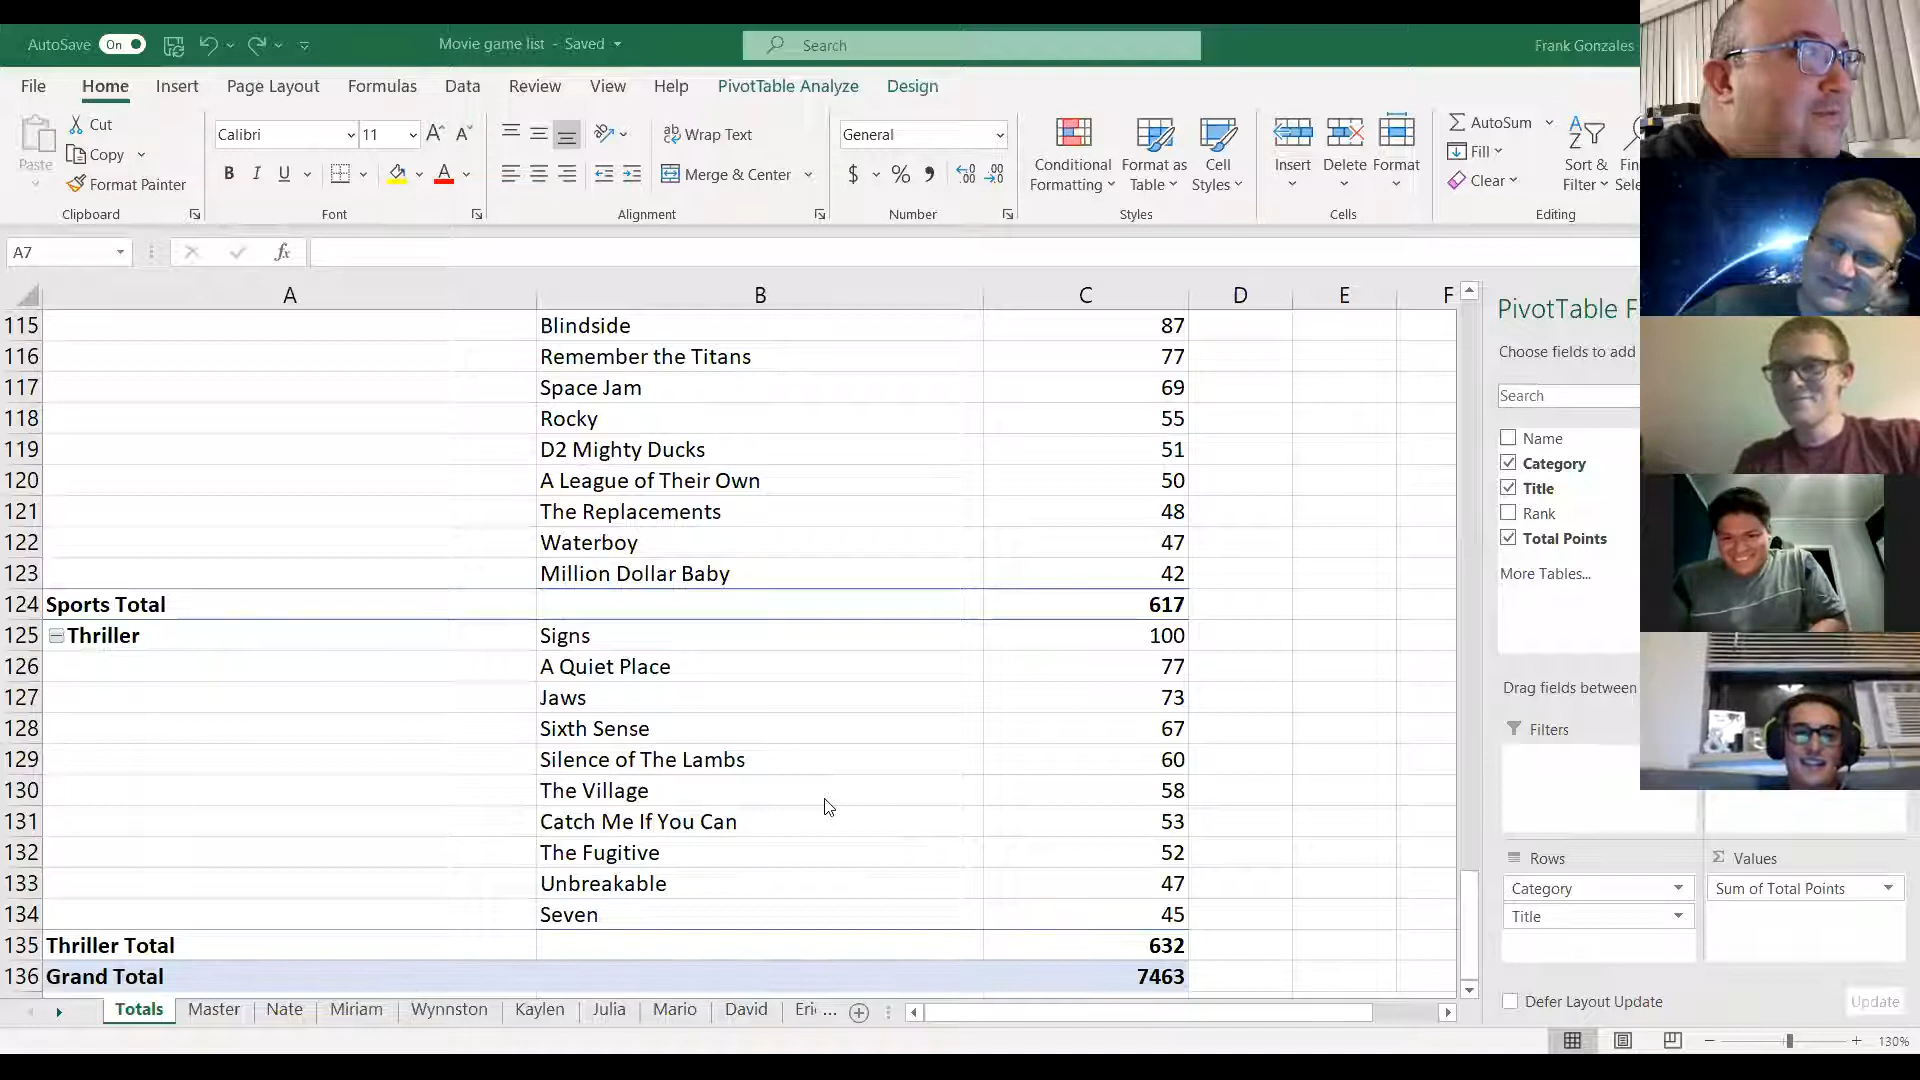 AutoSave On Movie game list - Saved Search Frank Gonzales
File Home Insert Page Layout Formulas Data Review View Help PivotTable Analyze Design
Paste
Cut
Copy
Format Painter
Clipboard
Calibri 11
B I U
Font
ab Wrap Text
Merge & Center
Alignment
General
$ % 9 .00 .00
Number
Conditional Formatting
Format as Table
Cell Styles
Styles
Insert Delete Format
Cells
AutoSum
Fill
Clear
Sort & Filter
Editing
A7 fx
A B C D E F
115 Blindside 87
116 Remember the Titans 77
117 Space Jam 69
118 Rocky 55
119 D2 Mighty Ducks 51
120 A League of Their Own 50
121 The Replacements 48
122 Waterboy 47
123 Million Dollar Baby 42
124 Sports Total 617
125 Thriller Signs 100
126 A Quiet Place 77
127 Jaws 73
128 Sixth Sense 67
129 Silence of The Lambs 60
130 The Village 58
131 Catch Me If You Can 53
132 The Fugitive 52
133 Unbreakable 47
134 Seven 45
135 Thriller Total 632
136 Grand Total 7463
PivotTable F
Choose fields to add
Search
Name
Category
Title
Rank
Total Points
More Tables...
Drag fields between
Filters
Rows Values
Category Sum of Total Points
Title
Defer Layout Update Update
Totals Master Nate Miriam Wynnston Kaylen Julia Mario David Eri ...
130%